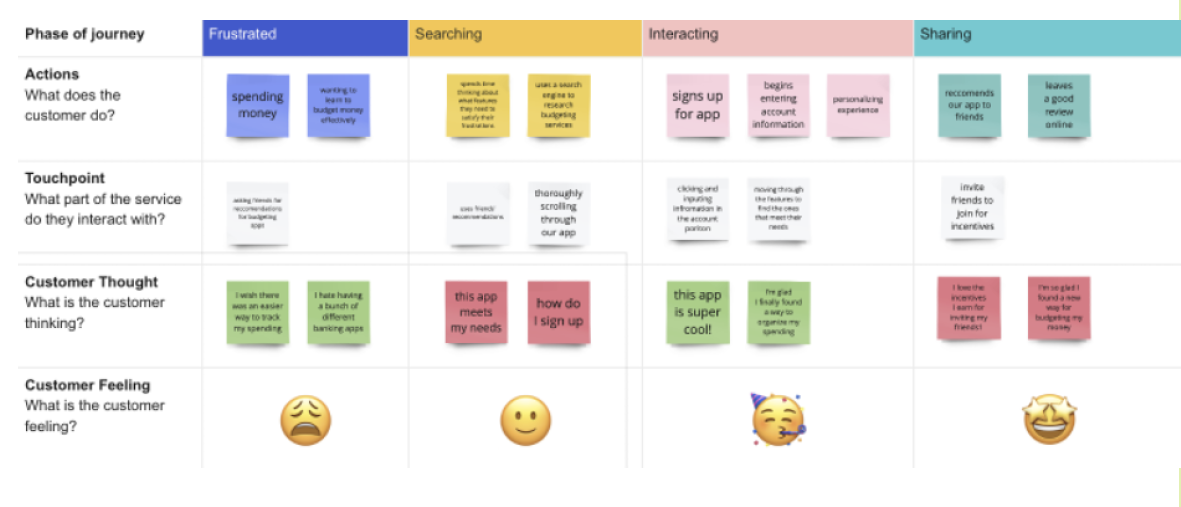 Phase of journey
Frustrated
Searching
Interacting
Sharing
Actions
What does the
customer do?
spending
money
wanting to
learn to
budget money
effectively
spends time
thinking about
what features
they need to
satisfy their
frustrations
uses a search
engine to
research
budgeting
services
signs up
for app
begins
entering
account
information
personalizing
experience
reccomends
our app to
friends
leaves
a good
review
online
Touchpoint
What part of the service
do they interact with?
asking friends for
reccomendations
for budgeting
apps
uses friends'
recommendations
thoroughly
scrolling
through
our app
clicking and
inputing
infromation in
the account
portion
moving through
the features to
find the ones
that meet their
needs
invite
friends to
join for
incentives
Customer Thought
What is the customer
thinking?
I wish there
was an easier
way to track
my spending
I hate having
a bunch of
different
banking apps
this app
meets
my needs
how do
I sign up
this app
is super
cool!
I'm glad
I finally found
a way to
organize my
spending
I love the
incentives
I earn for
inviting my
friends!
I'm so glad I
found a new
way for
budgeting my
money
Customer Feeling
What is the customer
feeling?